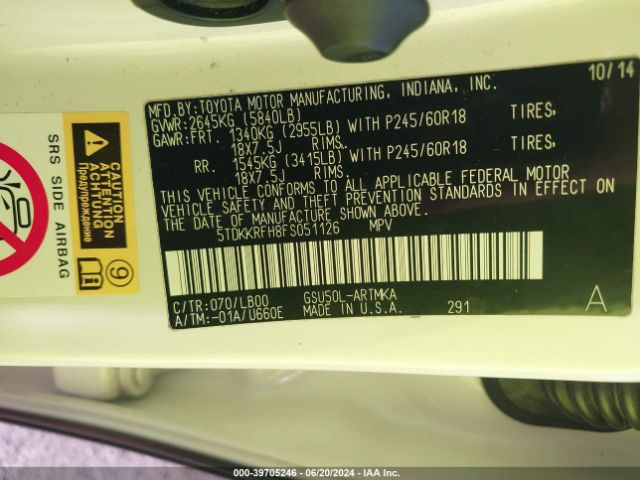 10/14
MFD.BY:TOYOTA MOTOR MANUFACTURING, INDIANA, INC.
GVWR:2645KG (5840LB)
GAWR:FRT. 1340KG (2955LB) WITH P245/60R18 TIRES,
18X7.5J RIMS.
RR. 1545KG (3415LB) WITH P245/60R18 TIRES,
18X7.5J RIMS.
THIS VEHICLE CONFORMS TO ALL APPLICABLE FEDERAL MOTOR
VEHICLE SAFETY AND THEFT PREVENTION STANDARDS IN EFFECT ON
THE DATE OF MANUFACTURE SHOWN ABOVE.
5TDKKRFH8FS051126 MPV
C/TR:070/LB00 GSU50L-ARTMKA
A/TM:-01A/U660E MADE IN U.S.A. 291
A
SRS SIDE AIRBAG
ATTENTION
ACHTUNG
Предупреждение
9
000-39705246 - 06/20/2024 - IAA Inc.